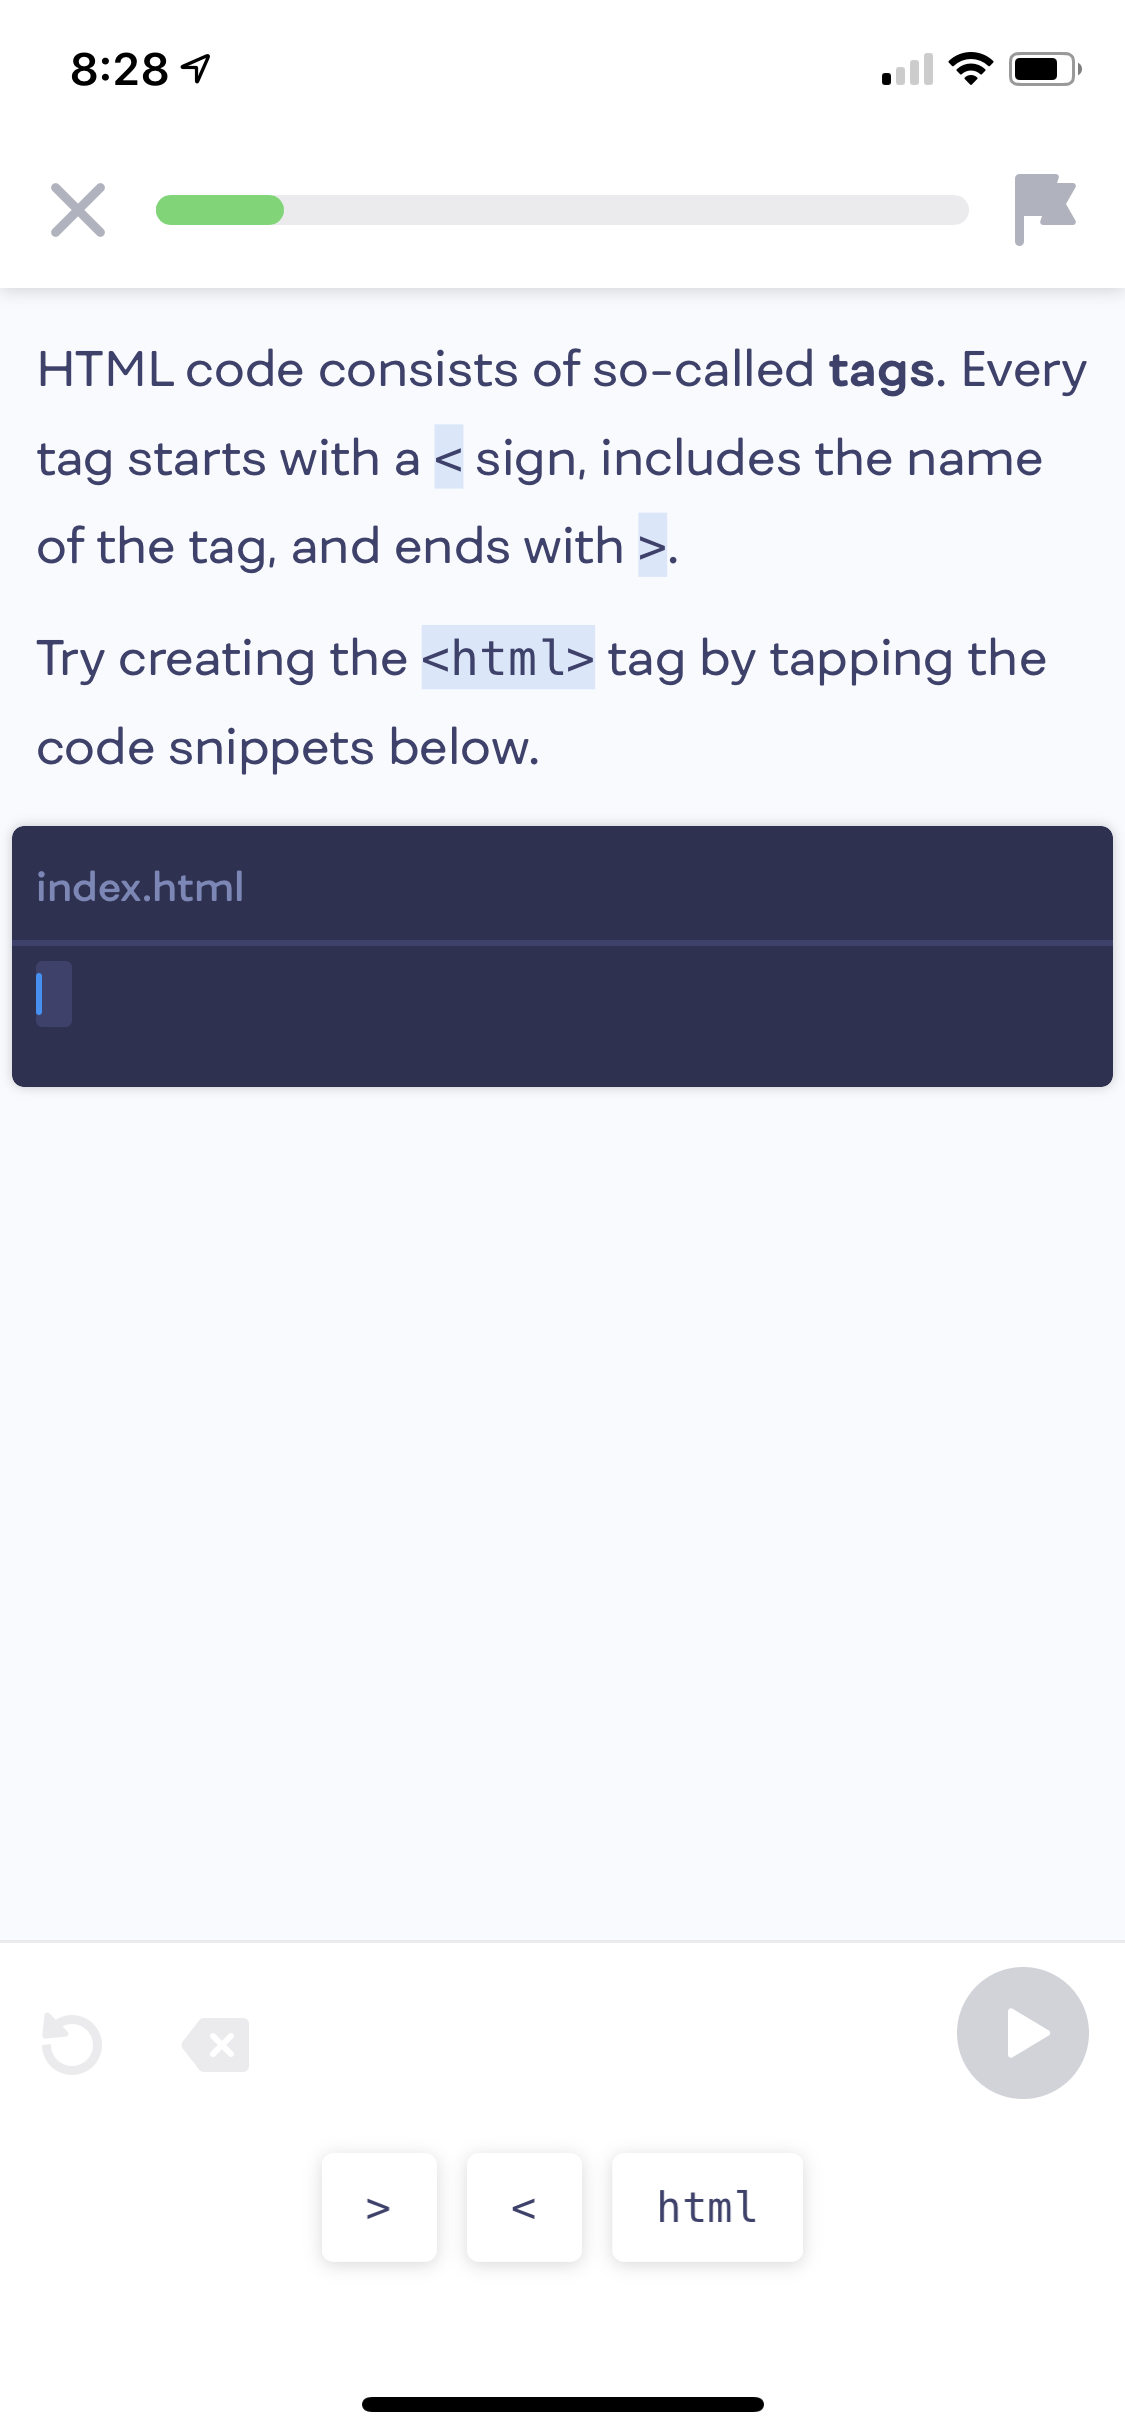 8:28
HTML code consists of so-called tags. Every
tag starts with a < sign, includes the name
of the tag, and ends with >.
Try creating the <html> tag by tapping the
code snippets below.
index.html
> < html